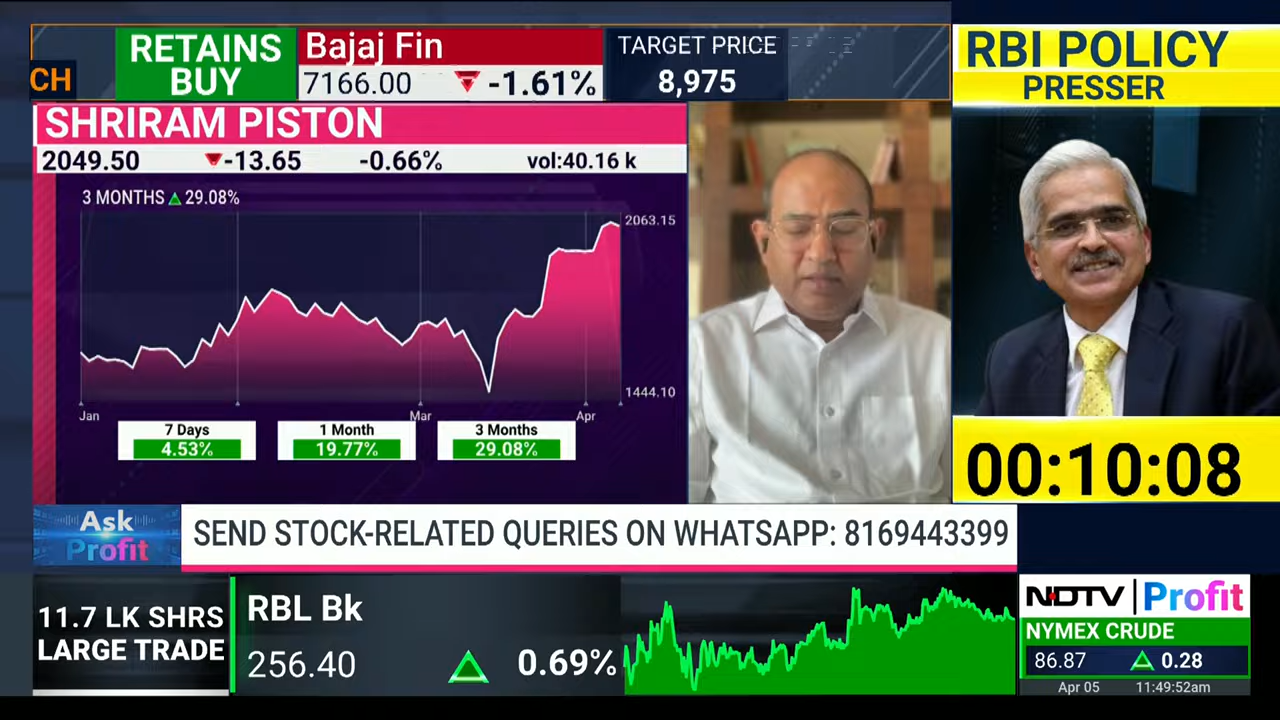 CH
RETAINS
BUY
Bajaj Fin
7166.00 -1.61%
TARGET PRICE
8,975
RBI POLICY
PRESSER
SHRIRAM PISTON
2049.50 -13.65 -0.66% vol:40.16 k
3 MONTHS 29.08%
2063.15
1444.10
Jan Mar Apr
7 Days
4.53%
1 Month
19.77%
3 Months
29.08%
00:10:08
Ask
Profit
SEND STOCK-RELATED QUERIES ON WHATSAPP: 8169443399
11.7 LK SHRS
LARGE TRADE
RBL Bk
256.40 0.69%
NDTV Profit
NYMEX CRUDE
86.87 0.28
Apr 05 11:49:52am